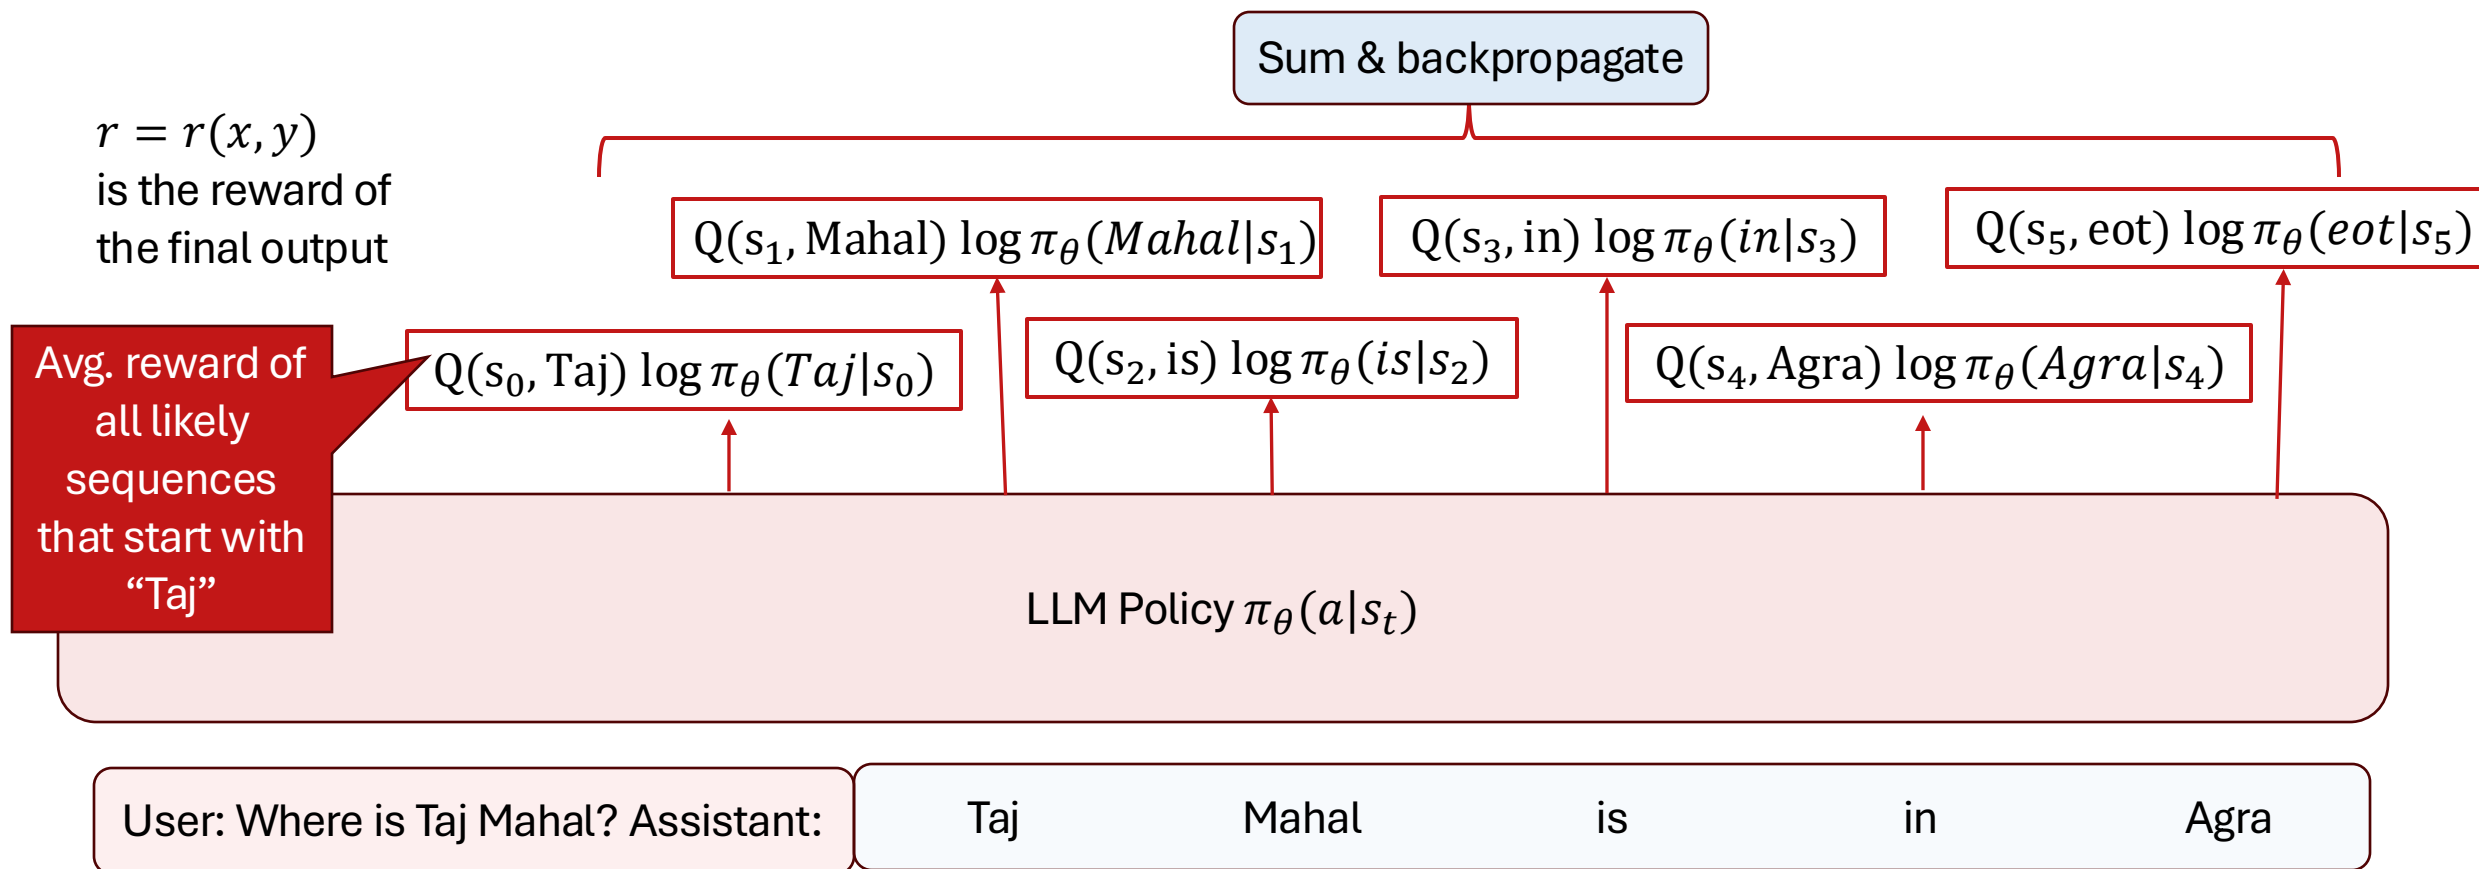 Sum & backpropagate
r = r(x, y)
is the reward of
the final output
Q(s₁, Mahal) log π_θ(Mahal|s₁)
Q(s₃, in) log π_θ(in|s₃)
Q(s₅, eot) log π_θ(eot|s₅)
Avg. reward of
all likely
sequences
that start with
“Taj”
Q(s₀, Taj) log π_θ(Taj|s₀)
Q(s₂, is) log π_θ(is|s₂)
Q(s₄, Agra) log π_θ(Agra|s₄)
LLM Policy π_θ(a|s_t)
User: Where is Taj Mahal? Assistant: Taj Mahal is in Agra